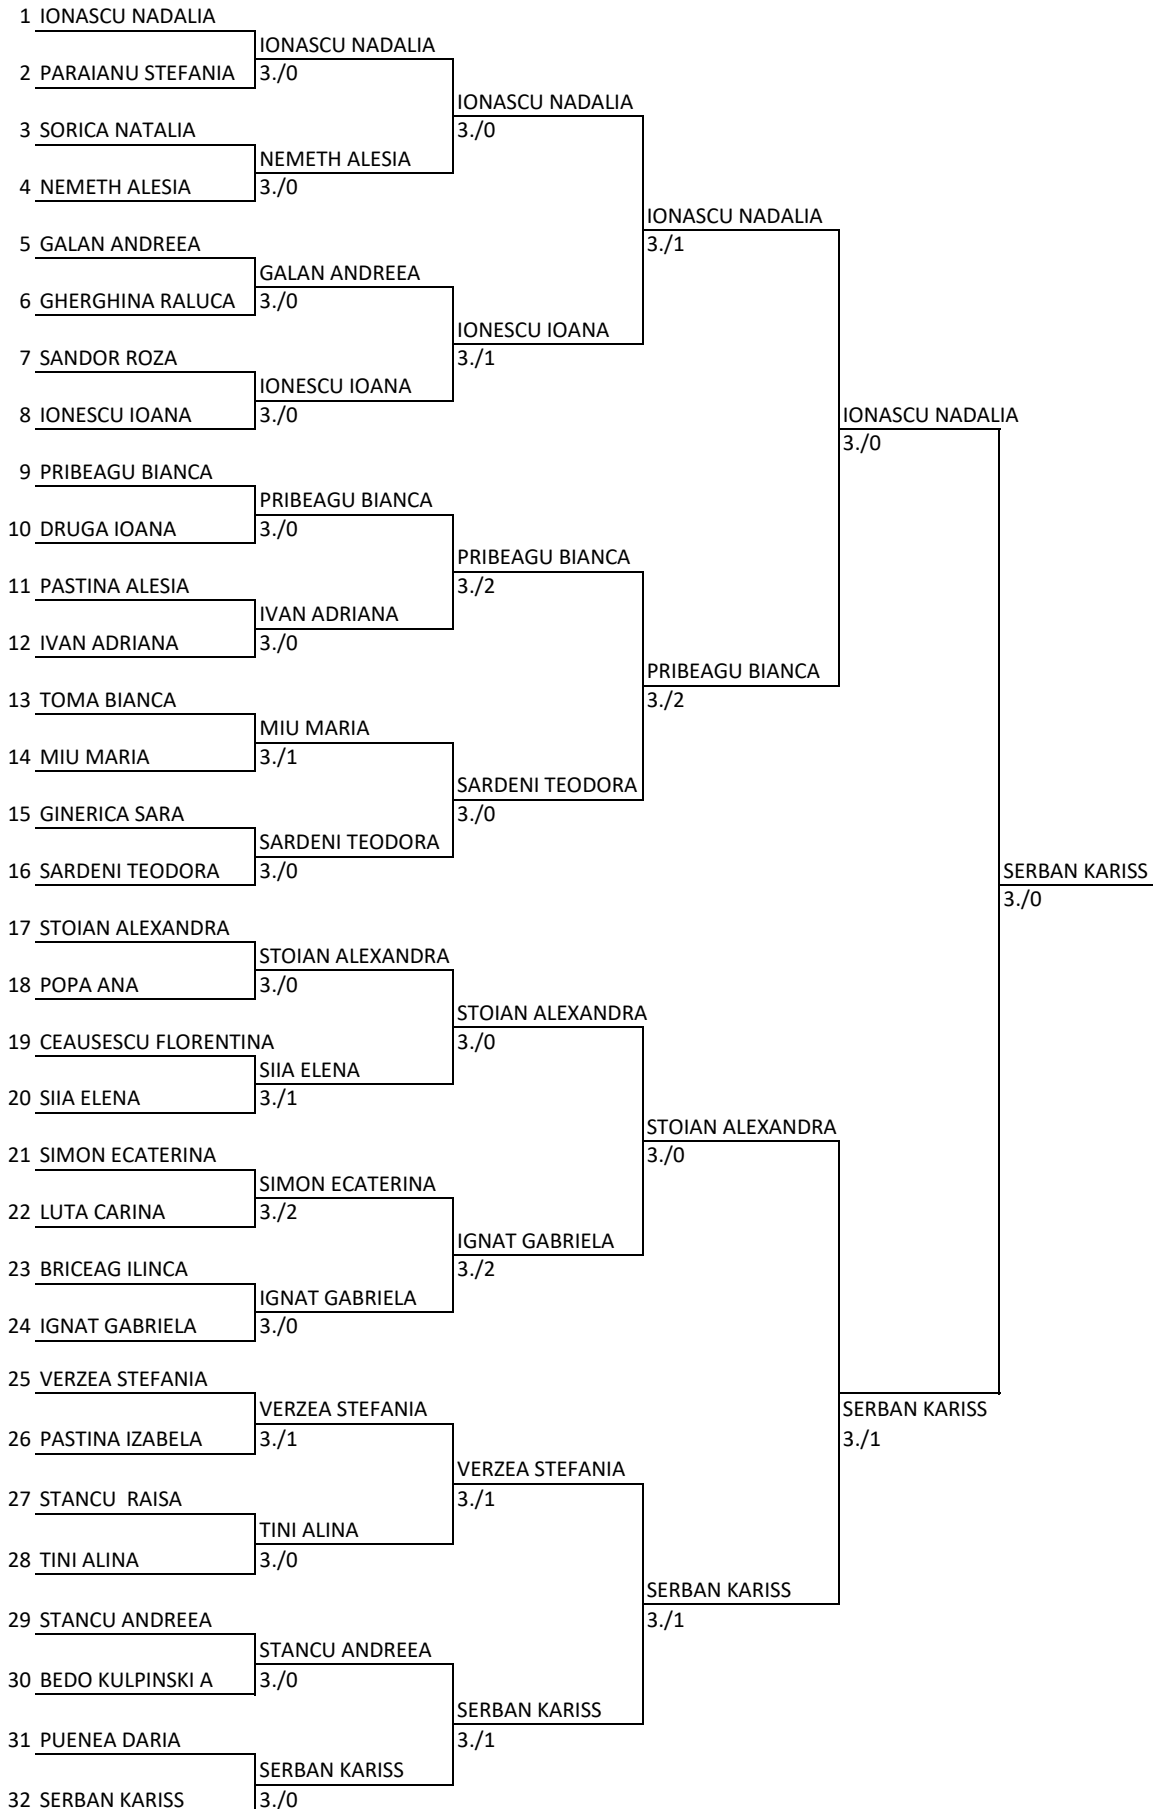 1 IONASCU NADALIA
IONASCU NADALIA
2 PARAIANU STEFANIA 3./0
IONASCU NADALIA
3 SORICA NATALIA 3./0
NEMETH ALESIA
4 NEMETH ALESIA 3./0
IONASCU NADALIA
5 GALAN ANDREEA 3./1
GALAN ANDREEA
6 GHERGHINA RALUCA 3./0
IONESCU IOANA
7 SANDOR ROZA 3./1
IONESCU IOANA
8 IONESCU IOANA 3./0 IONASCU NADALIA
3./0
9 PRIBEAGU BIANCA
PRIBEAGU BIANCA
10 DRUGA IOANA 3./0
PRIBEAGU BIANCA
11 PASTINA ALESIA 3./2
IVAN ADRIANA
12 IVAN ADRIANA 3./0
PRIBEAGU BIANCA
13 TOMA BIANCA 3./2
MIU MARIA
14 MIU MARIA 3./1
SARDENI TEODORA
15 GINERICA SARA 3./0
SARDENI TEODORA
16 SARDENI TEODORA 3./0 SERBAN KARISS
3./0
17 STOIAN ALEXANDRA
STOIAN ALEXANDRA
18 POPA ANA 3./0
STOIAN ALEXANDRA
19 CEAUSESCU FLORENTINA 3./0
SIIA ELENA
20 SIIA ELENA 3./1
STOIAN ALEXANDRA
21 SIMON ECATERINA 3./0
SIMON ECATERINA
22 LUTA CARINA 3./2
IGNAT GABRIELA
23 BRICEAG ILINCA 3./2
IGNAT GABRIELA
24 IGNAT GABRIELA 3./0
25 VERZEA STEFANIA
VERZEA STEFANIA SERBAN KARISS
26 PASTINA IZABELA 3./1 3./1
VERZEA STEFANIA
27 STANCU  RAISA 3./1
TINI ALINA
28 TINI ALINA 3./0
SERBAN KARISS
29 STANCU ANDREEA 3./1
STANCU ANDREEA
30 BEDO KULPINSKI A 3./0
SERBAN KARISS
31 PUENEA DARIA 3./1
SERBAN KARISS
32 SERBAN KARISS 3./0